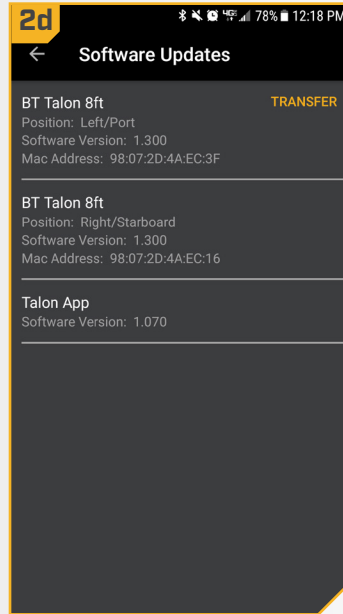 2d
78% 12:18 PM
Software Updates
BT Talon 8ft TRANSFER
Position: Left/Port
Software Version: 1.300
Mac Address: 98:07:2D:4A:EC:3F
BT Talon 8ft
Position: Right/Starboard
Software Version: 1.300
Mac Address: 98:07:2D:4A:EC:16
Talon App
Software Version: 1.070